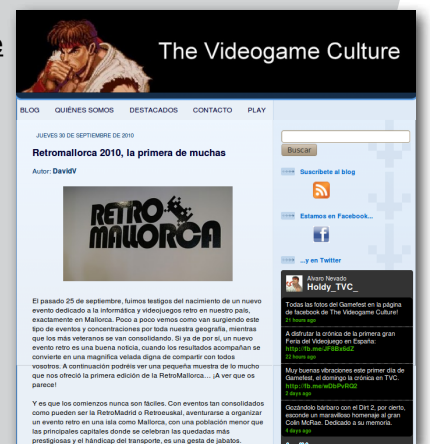 The Videogame Culture
BLOG QUIÉNES SOMOS DESTACADOS CONTACTO PLAY
JUEVES 30 DE SEPTIEMBRE DE 2010
Retromallorca 2010, la primera de muchas
Autor: DavidV
RETRO
MALLORCA
El pasado 25 de septiembre, fuimos testigos del nacimiento de un nuevo
evento dedicado a la informática y videojuegos retro en nuestro país,
exactamente en Mallorca. Poco a poco vemos como van surgiendo este
tipo de eventos y concentraciones por toda nuestra geografía, mientras
que los más veteranos se van consolidando. Si ya de por sí, un nuevo
evento retro es una buena noticia, cuando los resultados acompañan se
convierte en una magnífica velada digna de compartir con todos
vosotros. A continuación podréis ver una pequeña muestra de lo mucho
que nos ofreció la primera edición de la RetroMallorca... ¡A ver que os
parece!
Y es que los comienzos nunca son fáciles. Con eventos tan consolidados
como pueden ser la RetroMadrid o Retroeuskal, aventurarse a organizar
un evento retro en una isla como Mallorca, con una población menor que
las principales capitales donde se celebran las quedadas más
prestigiosas y el hándicap del transporte, es una gesta de jabatos.
Buscar
Suscríbete al blog
Estamos en Facebook...
...y en Twitter
Alvaro Nevado
Holdy_TVC_
Todas las fotos del Gamefest en la página
de facebook de The Videogame Culture!
21 hours ago
A disfrutar la crónica de la primera gran
Feria del Videojuego en España:
22 hours ago
Muy buenas vibraciones este primer día de
Gamefest, el domingo la crónica en TVC.
http://fb.me/wDbPvRQ2
3 days ago
Gozándolo bárbaro con el Dirt 2, por cierto,
esconde un maravilloso homenaje al gran
Colin McRae. Dedicado a su memoria.
4 days ago